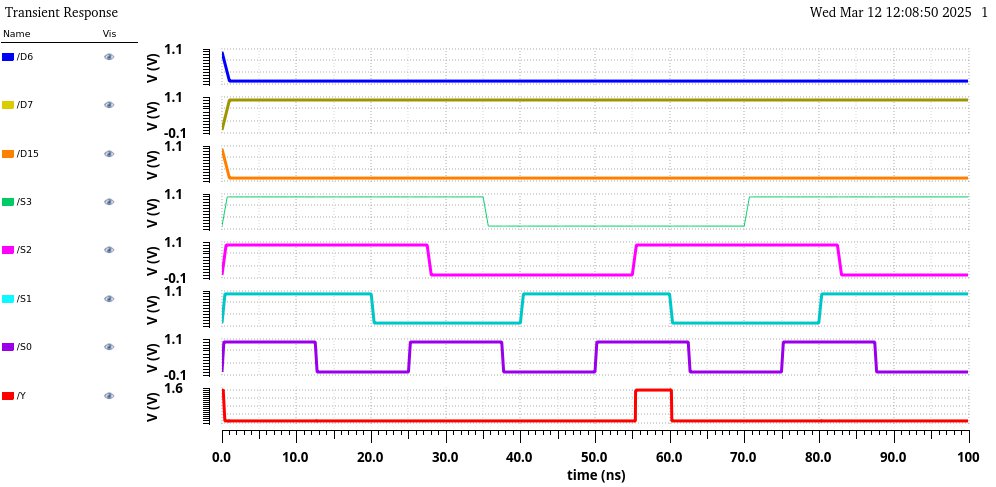 Transient Response Wed Mar 12 12:08:50 2025 1
Name Vis
/D6
/D7
/D15
/S3
/S2
/S1
/S0
/Y
1.1
V (V)
1.1
V (V)
-0.1
1.1
V (V)
1.1
V (V)
1.1
V (V)
-0.1
1.1
V (V)
1.1
V (V)
-0.1
1.6
V (V)
0.0 10.0 20.0 30.0 40.0 50.0 60.0 70.0 80.0 90.0 100
time (ns)